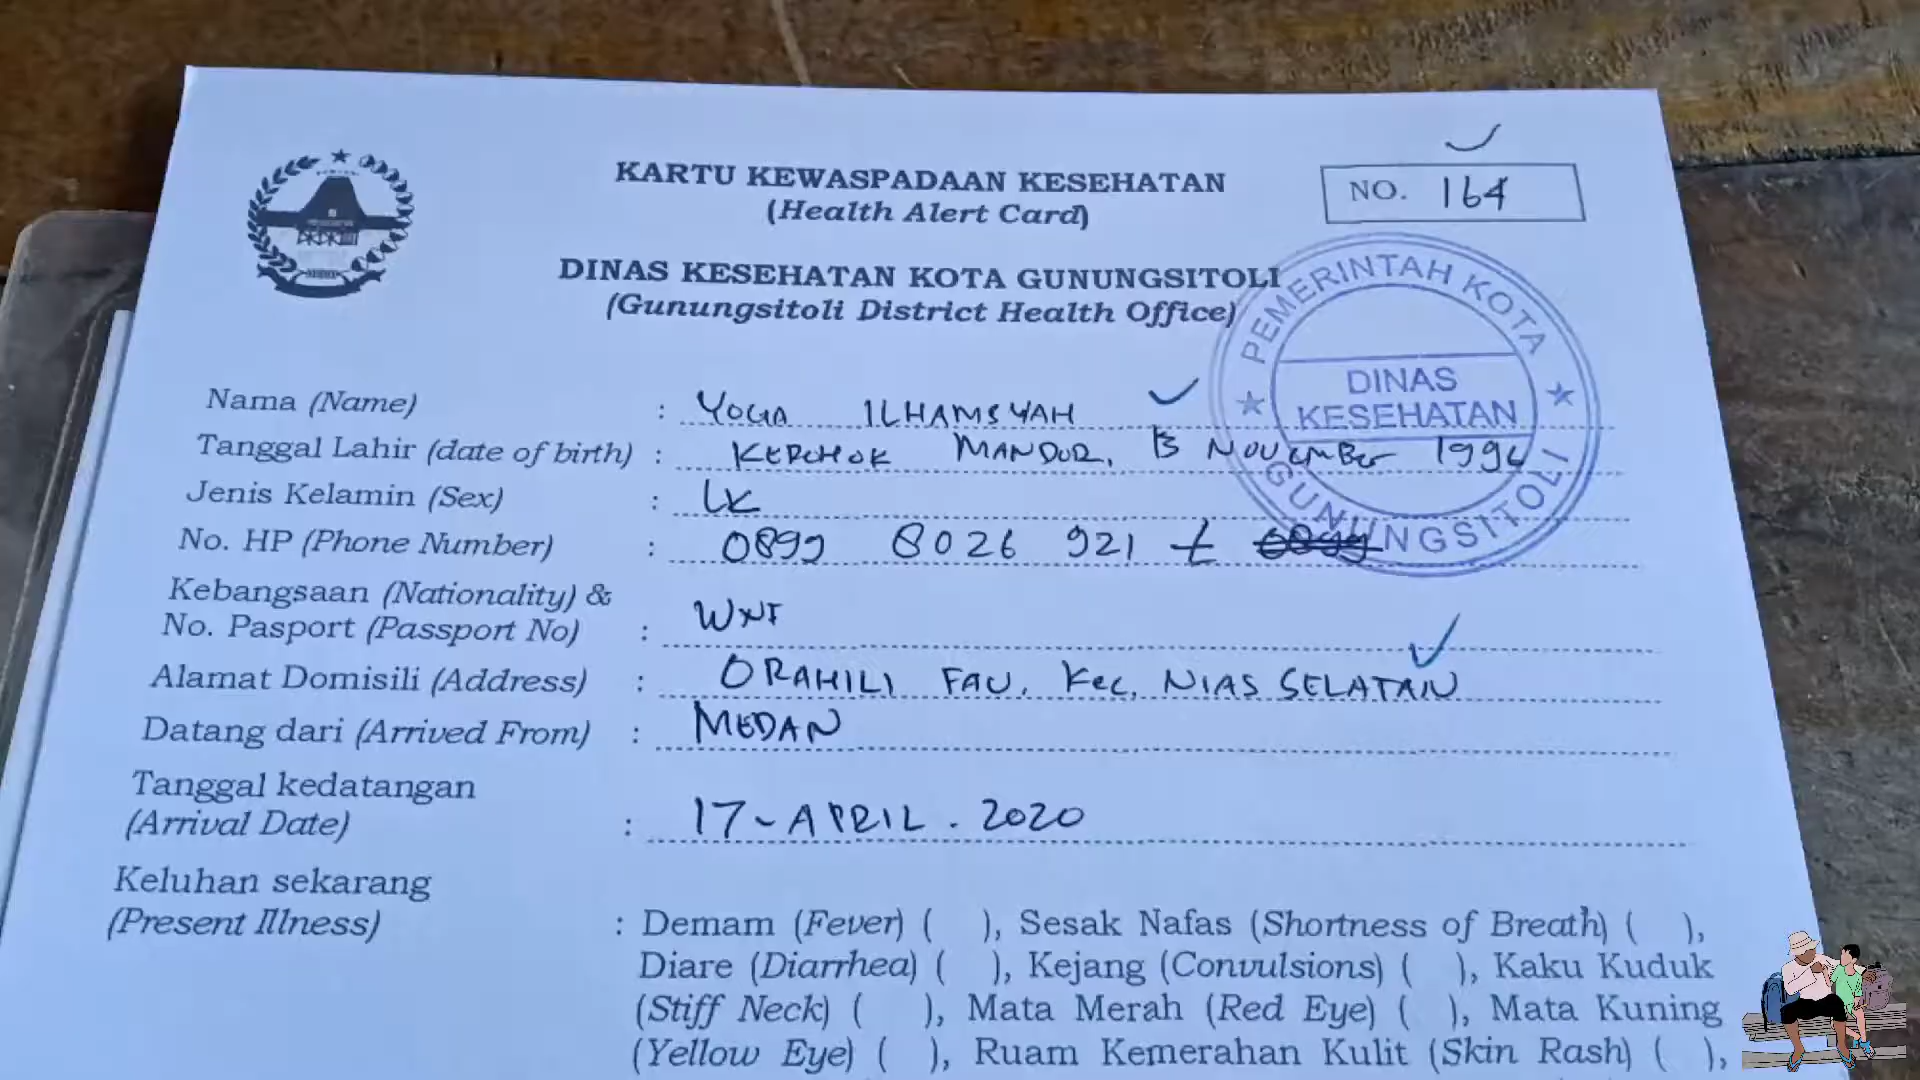 KARTU KEWASPADAAN KESEHATAN
(Health Alert Card)
NO. 164
DINAS KESEHATAN KOTA GUNUNGSITOLI
(Gunungsitoli District Health Office)
PEMERINTAH KOTA
DINAS
KESEHATAN
GUNUNGSITOLI
Nama (Name) : YOGA ILHAMSYAH
Tanggal Lahir (date of birth) : MANDOR, 13 NOVEMBER
Jenis Kelamin (Sex) : LK
No. HP (Phone Number) : 0899 8026 921
Kebangsaan (Nationality) &
No. Pasport (Passport No) : WNI
Alamat Domisili (Address) : ORAHILI FAU. Kec. NIAS SELATAN
Datang dari (Arrived From) : MEDAN
Tanggal kedatangan
(Arrival Date) : 17-APRIL. 2020
Keluhan sekarang
(Present Illness) : Demam (Fever) ( ), Sesak Nafas (Shortness of Breath) ( ),
Diare (Diarrhea) ( ), Kejang (Convulsions) ( ), Kaku Kuduk
(Stiff Neck) ( ), Mata Merah (Red Eye) ( ), Mata Kuning
(Yellow Eye) ( ), Ruam Kemerahan Kulit (Skin Rash) ( ),